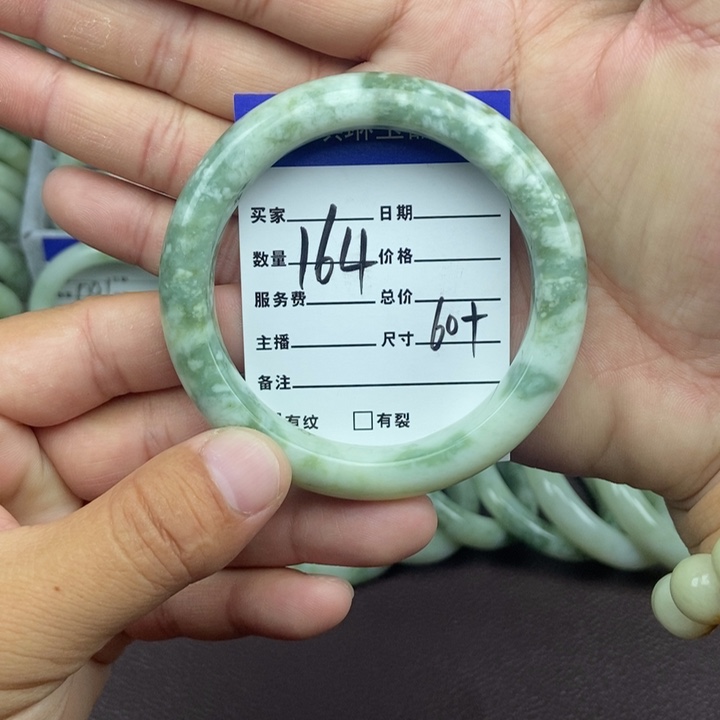 买家 日期
数量 164 价格
服务费 总价
主播 尺寸 60+
备注
有纹 有裂